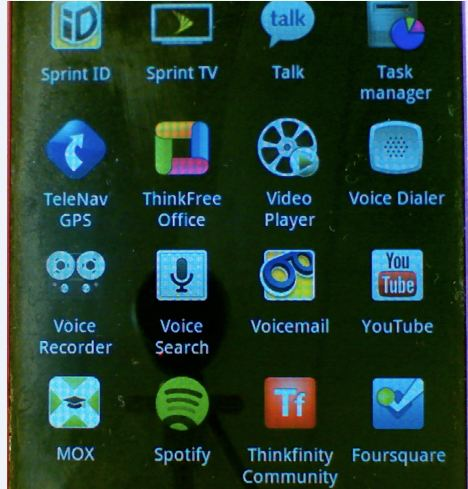 iD
talk
Sprint ID
Sprint TV
Talk
Task
manager
TeleNav
GPS
ThinkFree
Office
Video
Player
Voice Dialer
You
Tube
Voice
Recorder
Voice
Search
Voicemail
YouTube
Tf
MOX
Spotify
Thinkfinity
Community
Foursquare